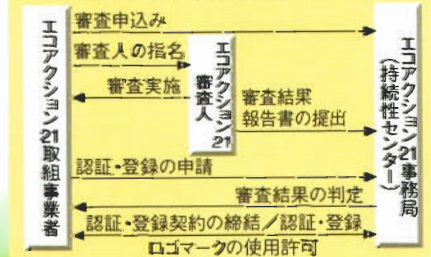 審査申込み
審査人の指名
審査実施
審査結果
報告書の提出
認証・登録の申請
審査結果の判定
認証・登録契約の締結／認証・登録
ロゴマークの使用許可
エコアクション21取組事業者
エコアクション21
審査人
エコアクション21事務局
（持続性センター）